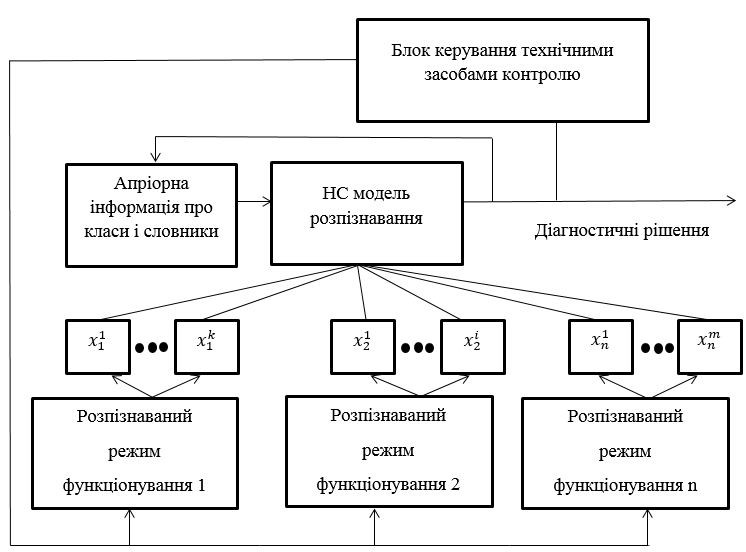 Блок керування технічними
засобами контролю
Апріорна
інформація про
класи і словники
НС модель
розпізнавання
Діагностичні рішення
x₁¹ ●●● x₁ᵏ
x₂¹ ●●● x₂ⁱ
xₙ¹ ●●● xₙᵐ
Розпізнаваний
режим
функціонування 1
Розпізнаваний
режим
функціонування 2
Розпізнаваний
режим
функціонування n